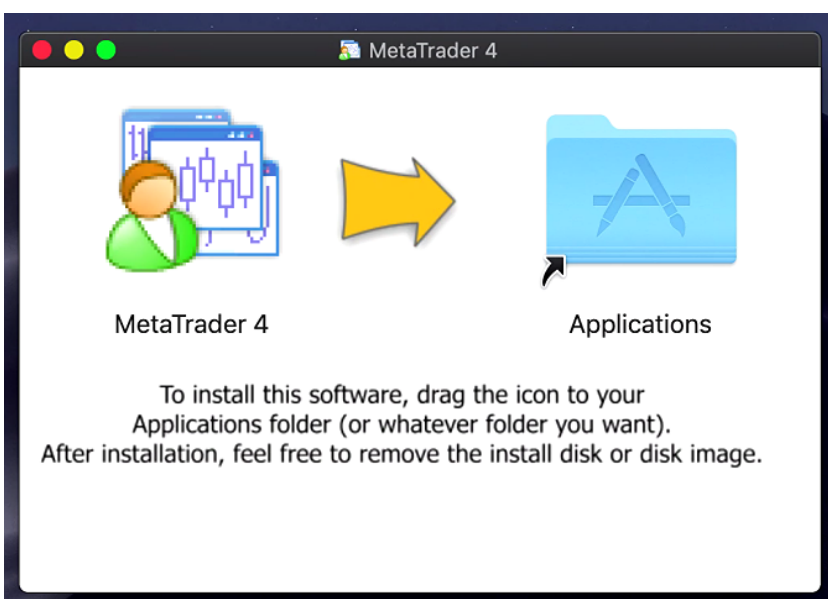 MetaTrader 4
MetaTrader 4
Applications
To install this software, drag the icon to your
Applications folder (or whatever folder you want).
After installation, feel free to remove the install disk or disk image.